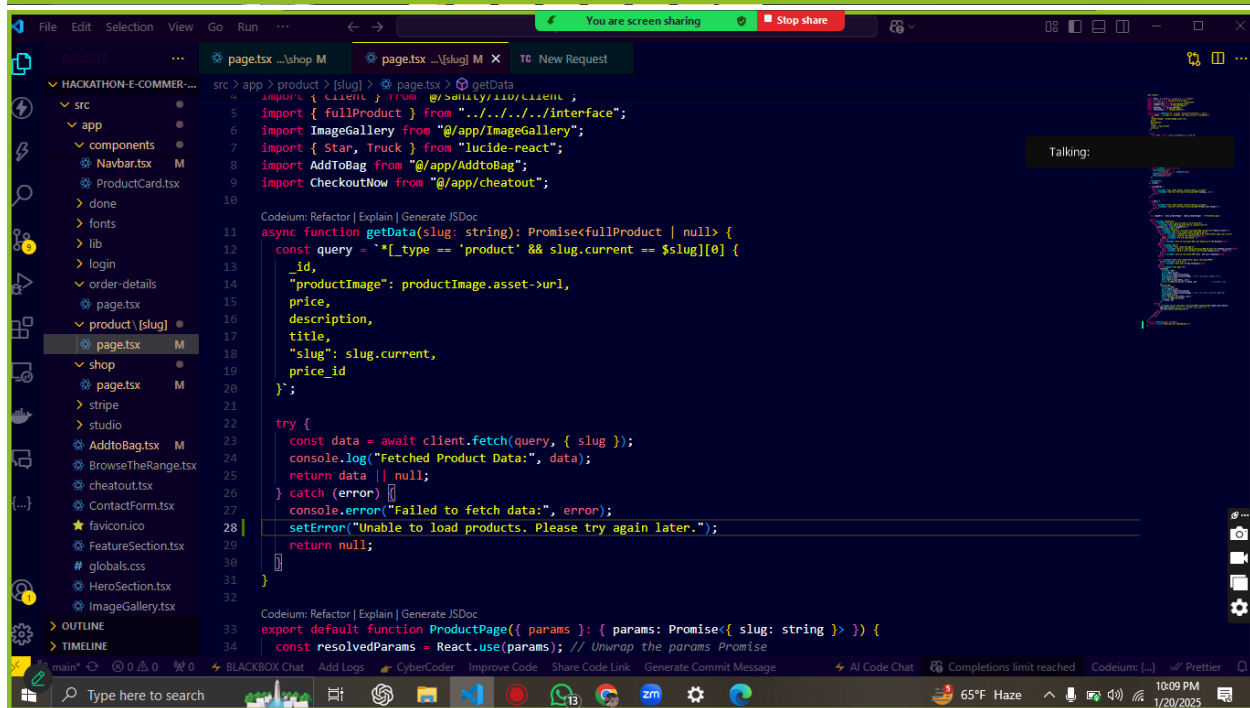 You are screen sharing
Stop share
File Edit Selection View Go Run ···
page.tsx ...\shop M
page.tsx ...\[slug] M
TC New Request
src > app > product > [slug] > page.tsx > getData
HACKATHON-E-COMMER-...
src
app
components
Navbar.tsx M
ProductCard.tsx
done
fonts
lib
login
order-details
page.tsx
product\[slug]
page.tsx M
shop
page.tsx M
stripe
studio
AddtoBag.tsx M
BrowseTheRange.tsx
cheatout.tsx
ContactForm.tsx
favicon.ico
FeatureSection.tsx
# globals.css
HeroSection.tsx
ImageGallery.tsx
OUTLINE
TIMELINE
9
1
4 import { client } from "@/sanity/lib/client";
5 import { fullProduct } from "../../../interface";
6 import ImageGallery from "@/app/ImageGallery";
7 import { Star, Truck } from "lucide-react";
8 import AddToBag from "@/app/AddtoBag";
9 import CheckoutNow from "@/app/cheatout";
10
Codeium: Refactor | Explain | Generate JSDoc
11 async function getData(slug: string): Promise<fullProduct | null> {
12 const query = `*[_type == 'product' && slug.current == $slug][0] {
13 _id,
14 "productImage": productImage.asset->url,
15 price,
16 description,
17 title,
18 "slug": slug.current,
19 price_id
20 }`;
21
22 try {
23 const data = await client.fetch(query, { slug });
24 console.log("Fetched Product Data:", data);
25 return data || null;
26 } catch (error) {
27 console.error("Failed to fetch data:", error);
28 setError("Unable to load products. Please try again later.");
29 return null;
30 }
31 }
32
Codeium: Refactor | Explain | Generate JSDoc
33 export default function ProductPage({ params }: { params: Promise<{ slug: string }> }) {
34 const resolvedParams = React.use(params); // Unwrap the params Promise
Talking:
main* 0 0 0 BLACKBOX Chat Add Logs CyberCoder Improve Code Share Code Link Generate Commit Message AI Code Chat Completions limit reached Codeium: {...} Prettier
Type here to search
13
zm
5
65°F Haze
10:09 PM
1/20/2025